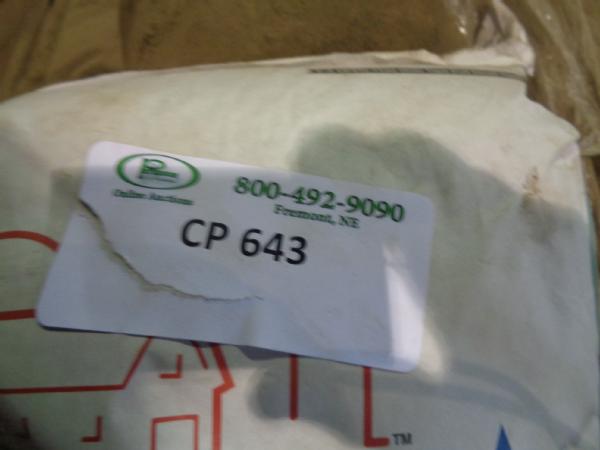 800-492-9090
Online Auctions
Fremont, NE
CP 643
TM